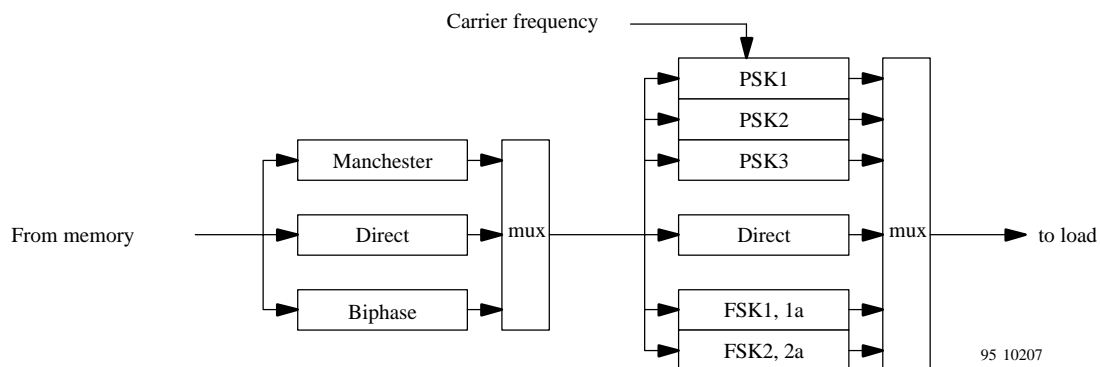 Carrier frequency
PSK1
PSK2
PSK3
Manchester
From memory
Direct
mux
Direct
mux
to load
Biphase
FSK1, 1a
FSK2, 2a
95 10207